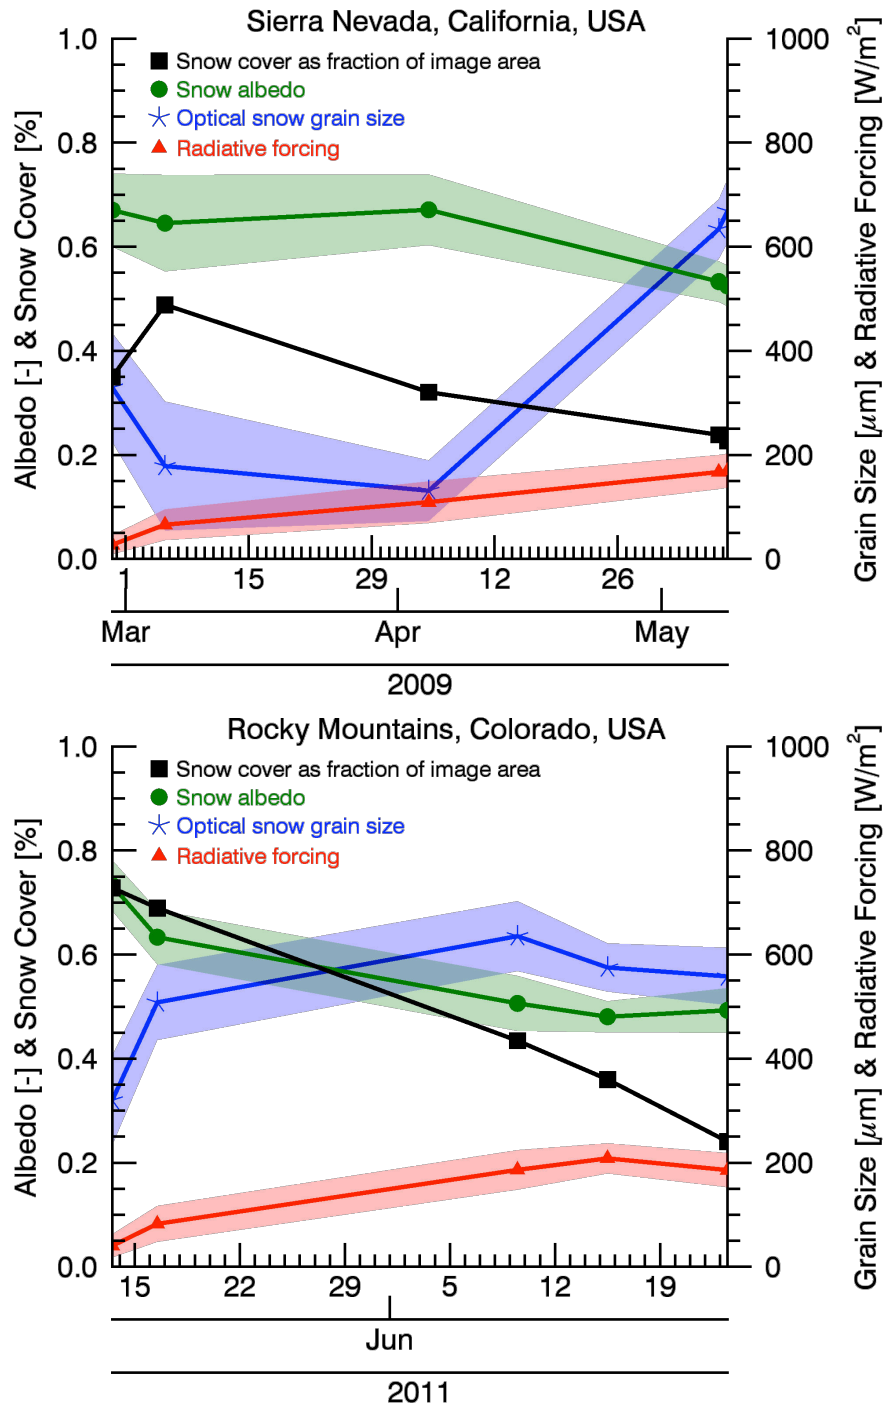 Sierra Nevada, California, USA
Snow cover as fraction of image area
Snow albedo
Optical snow grain size
Radiative forcing
Albedo [-] & Snow Cover [%]
1.0
0.8
0.6
0.4
0.2
0.0
Grain Size [μm] & Radiative Forcing [W/m²]
1000
800
600
400
200
0
1 15 29 12 26
Mar Apr May
2009
Rocky Mountains, Colorado, USA
Snow cover as fraction of image area
Snow albedo
Optical snow grain size
Radiative forcing
Albedo [-] & Snow Cover [%]
1.0
0.8
0.6
0.4
0.2
0.0
Grain Size [μm] & Radiative Forcing [W/m²]
1000
800
600
400
200
0
15 22 29 5 12 19
Jun
2011